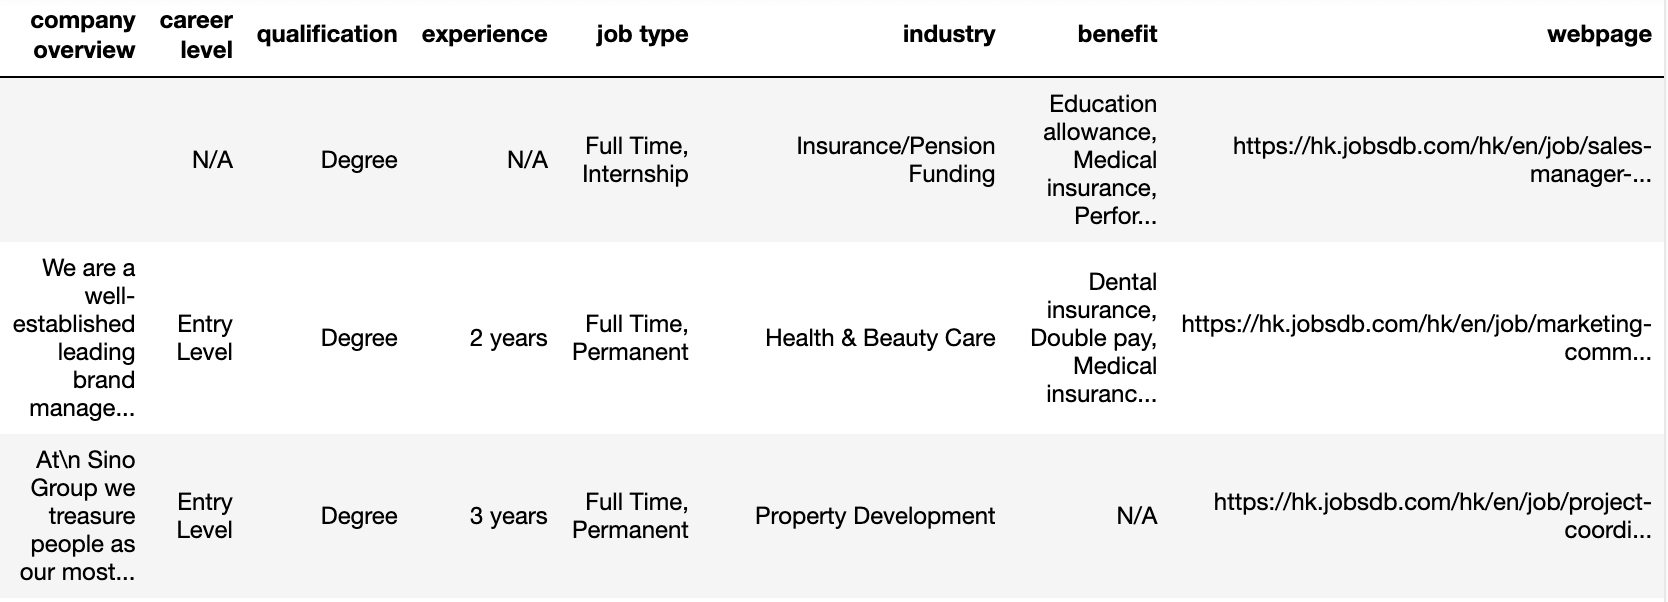 company overview career level qualification experience job type industry benefit webpage
N/A Degree N/A Full Time, Internship Insurance/Pension Funding Education allowance, Medical insurance, Perfor... https://hk.jobsdb.com/hk/en/job/sales-manager-...
We are a well-established leading brand manage... Entry Level Degree 2 years Full Time, Permanent Health & Beauty Care Dental insurance, Double pay, Medical insuranc... https://hk.jobsdb.com/hk/en/job/marketing-comm...
At\n Sino Group we treasure people as our most... Entry Level Degree 3 years Full Time, Permanent Property Development N/A https://hk.jobsdb.com/hk/en/job/project-coordi...